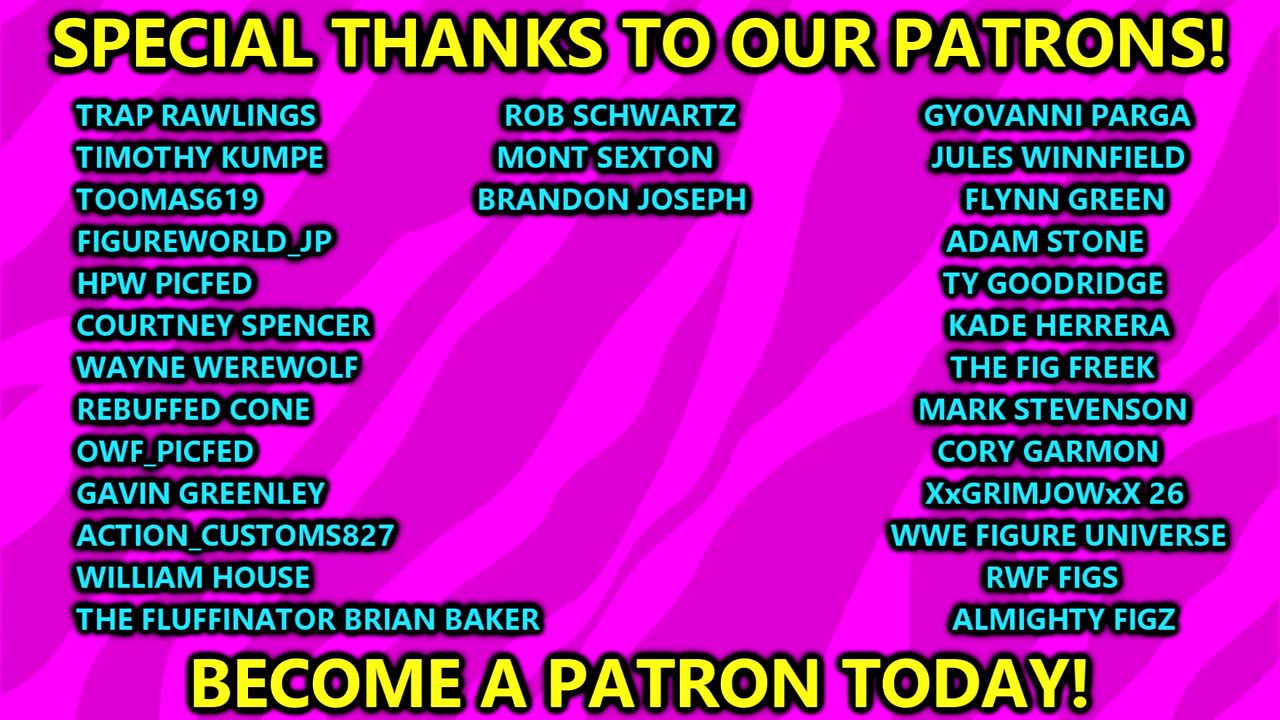 SPECIAL THANKS TO OUR PATRONS!
TRAP RAWLINGS
TIMOTHY KUMPE
TOOMAS619
FIGUREWORLD_JP
HPW PICFED
COURTNEY SPENCER
WAYNE WEREWOLF
REBUFFED CONE
OWF_PICFED
GAVIN GREENLEY
ACTION_CUSTOMS827
WILLIAM HOUSE
THE FLUFFINATOR BRIAN BAKER
ROB SCHWARTZ
MONT SEXTON
BRANDON JOSEPH
GYOVANNI PARGA
JULES WINNFIELD
FLYNN GREEN
ADAM STONE
TY GOODRIDGE
KADE HERRERA
THE FIG FREEK
MARK STEVENSON
CORY GARMON
XxGRIMJOWxX 26
WWE FIGURE UNIVERSE
RWF FIGS
ALMIGHTY FIGZ
BECOME A PATRON TODAY!